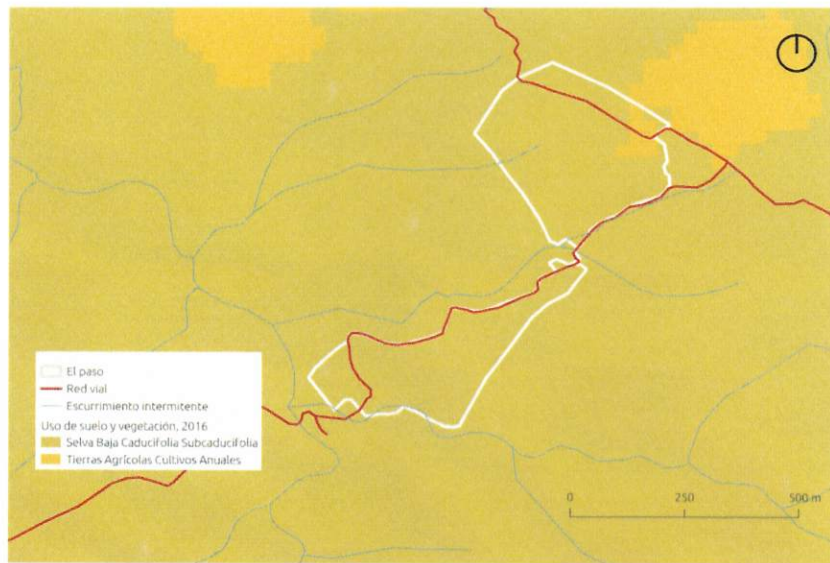 El paso
Red vial
Escurrimiento intermitente
Uso de suelo y vegetación, 2016
Selva Baja Caducifolia Subcaducifolia
Tierras Agrícolas Cultivos Anuales
0 250 500 m